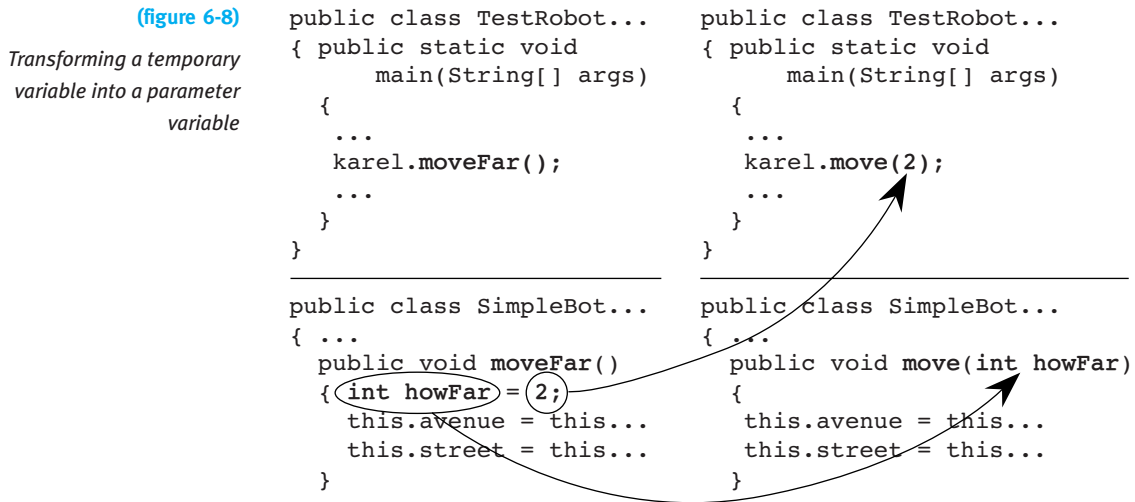 (figure 6-8)
Transforming a temporary
variable into a parameter
variable
public class TestRobot...
{ public static void
main(String[] args)
{
...
karel.moveFar();
...
}
}
public class SimpleBot...
{ ...
public void moveFar()
{ int howFar = 2;
this.avenue = this...
this.street = this...
}
public class TestRobot...
{ public static void
main(String[] args)
{
...
karel.move(2);
...
}
}
public class SimpleBot...
{ ...
public void move(int howFar)
{
this.avenue = this...
this.street = this...
}